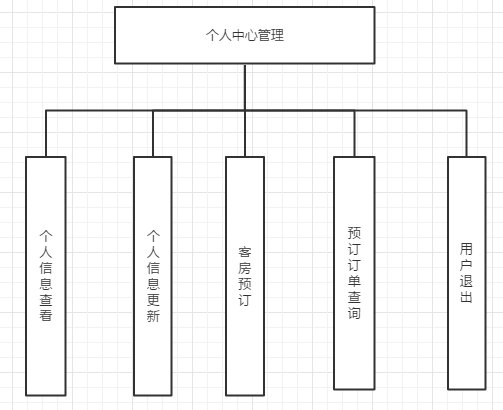 个人中心管理
个人信息查看
个人信息更新
客房预订
预订订单查询
用户退出